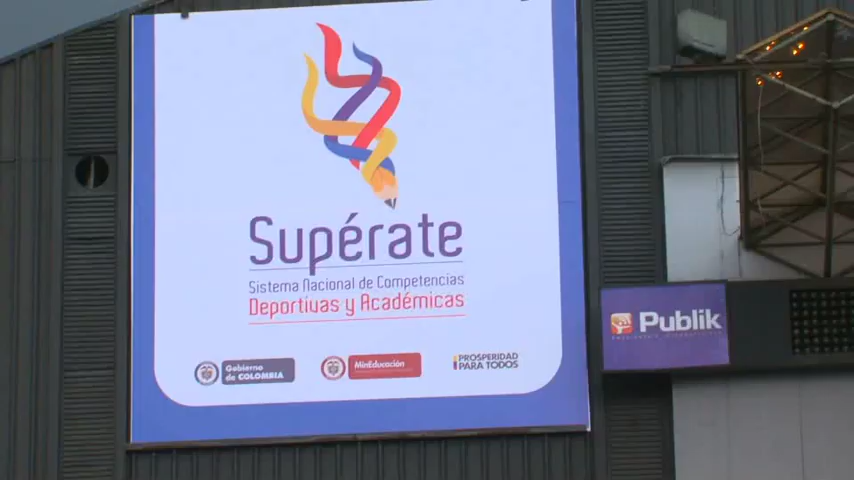 Supérate
Sistema Nacional de Competencias
Deportivas y Académicas
Gobierno
de COLOMBIA
MinEducación
PROSPERIDAD
PARA TODOS
Publik